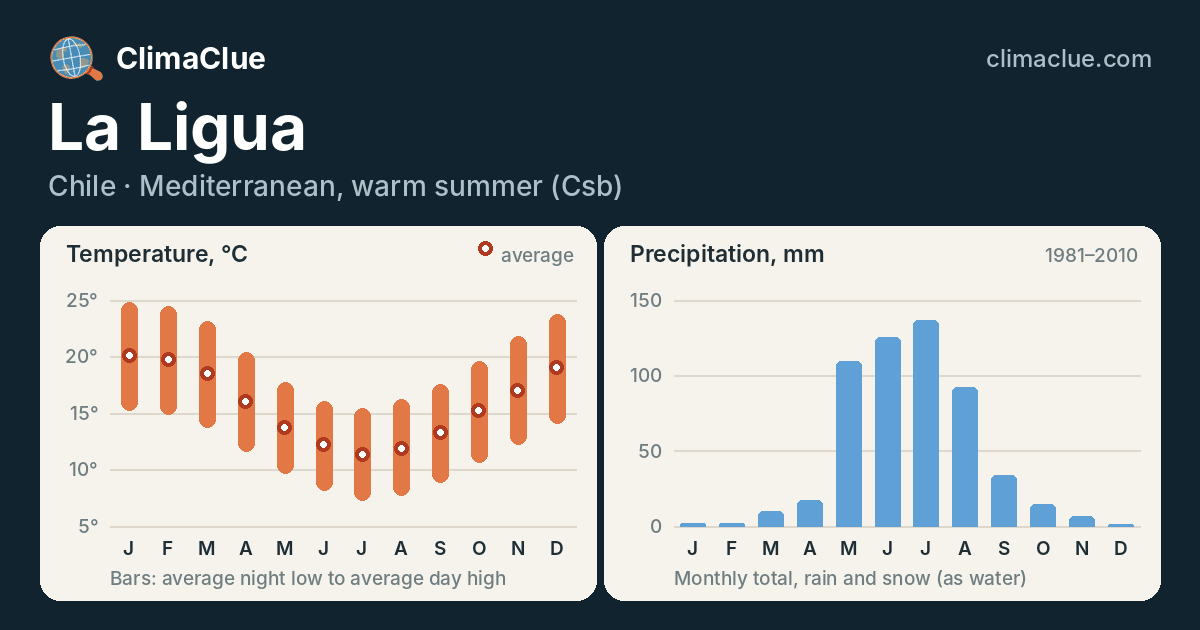 ClimaClue
climaclue.com
La Ligua
Chile · Mediterranean, warm summer (Csb)
Temperature, °C
average
25°
20°
15°
10°
5°
J F M A M J J A S O N D
Bars: average night low to average day high
Precipitation, mm
1981–2010
150
100
50
0
J F M A M J J A S O N D
Monthly total, rain and snow (as water)